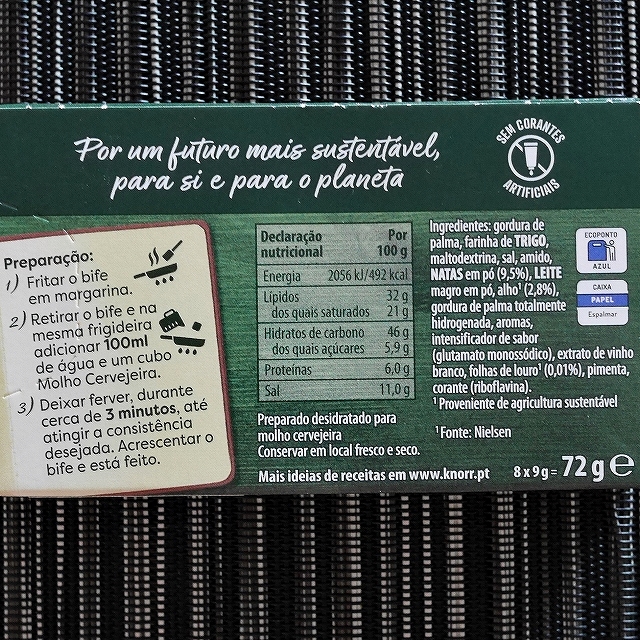 Por um futuro mais sustentável,
para si e para o planeta
SEM CORANTES
ARTIFICIAIS
Preparação:
1) Fritar o bife
em margarina.
2) Retirar o bife e na
mesma frigideira
adicionar 100ml
de água e um cubo
Molho Cervejeira.
3) Deixar ferver, durante
cerca de 3 minutos, até
atingir a consistência
desejada. Acrescentar o
bife e está feito.
Declaração Por
nutricional 100 g
Energia 2056 kJ/492 kcal
Lípidos 32 g
dos quais saturados 21 g
Hidratos de carbono 46 g
dos quais açúcares 5,9 g
Proteínas 6,0 g
Sal 11,0 g
Preparado desidratado para
molho cervejeira
Conservar em local fresco e seco.
Mais ideias de receitas em www.knorr.pt
Ingredientes: gordura de
palma, farinha de TRIGO,
maltodextrina, sal, amido,
NATAS em pó (9,5%), LEITE
magro em pó, alho¹ (2,8%),
gordura de palma totalmente
hidrogenada, aromas,
intensificador de sabor
(glutamato monossódico), extrato de vinho
branco, folhas de louro¹ (0,01%), pimenta,
corante (riboflavina).
¹ Proveniente de agricultura sustentável
¹ Fonte: Nielsen
8 x 9 g = 72 g e
ECOPONTO
AZUL
CAIXA
PAPEL
Espalmar